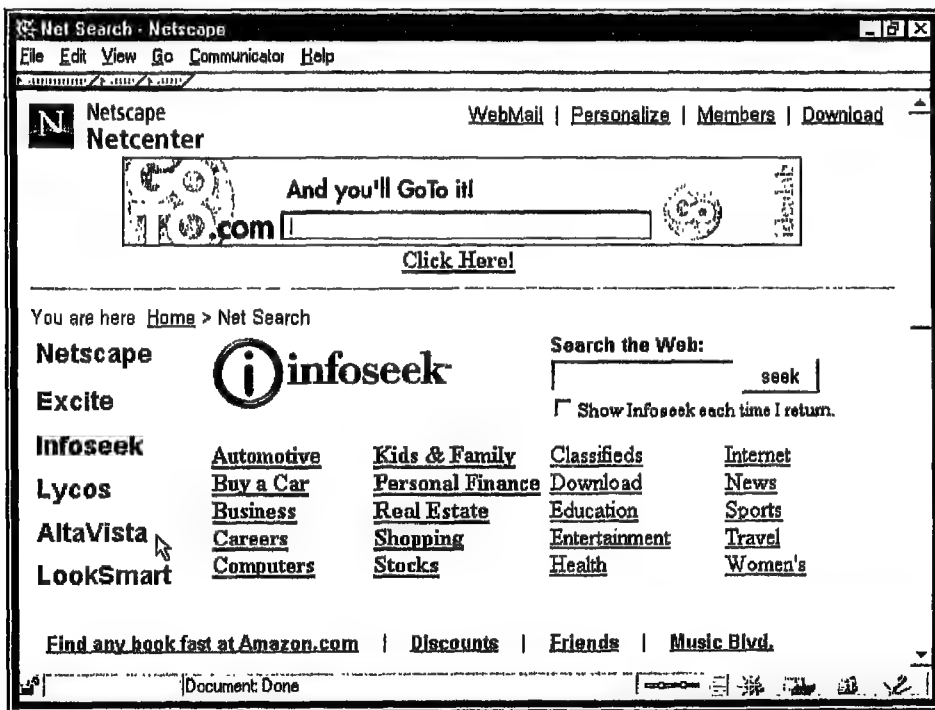 Net Search - Netscape
File Edit View Go Communicator Help
N Netscape
Netcenter
WebMail | Personalize | Members | Download
And you'll GoTo it!
.com
idealab
Click Here!
You are here Home > Net Search
Netscape
Excite
Infoseek
Lycos
AltaVista
LookSmart
infoseek
Search the Web:
seek
Show Infoseek each time I return.
Automotive Kids & Family Classifieds Internet
Buy a Car Personal Finance Download News
Business Real Estate Education Sports
Careers Shopping Entertainment Travel
Computers Stocks Health Women's
Find any book fast at Amazon.com | Discounts | Friends | Music Blvd.
Document: Done